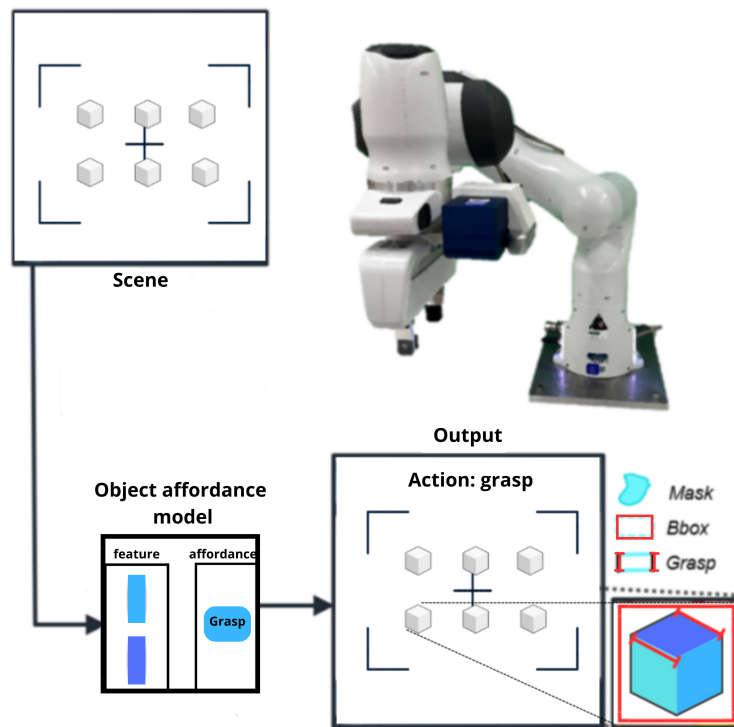 Scene
Output
Action: grasp
Object affordance
model
feature
affordance
Grasp
Mask
Bbox
Grasp